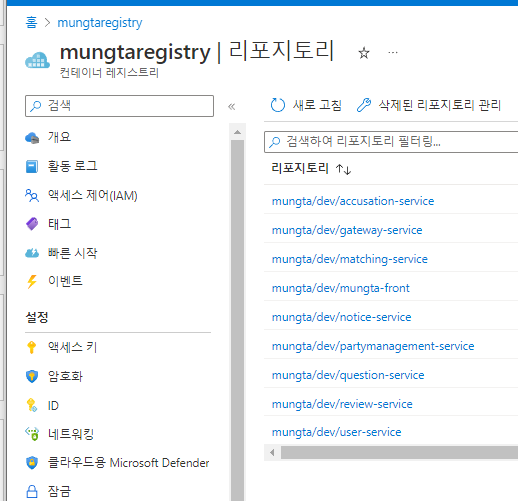 홈 > mungtaregistry
mungtaregistry | 리포지토리 ☆ ...
컨테이너 레지스트리
검색 «
개요
활동 로그
액세스 제어(IAM)
태그
빠른 시작
이벤트
설정
액세스 키
암호화
ID
네트워킹
클라우드용 Microsoft Defender
잠금
새로 고침 삭제된 리포지토리 관리
검색하여 리포지토리 필터링...
리포지토리 ↑↓
mungta/dev/accusation-service
mungta/dev/gateway-service
mungta/dev/matching-service
mungta/dev/mungta-front
mungta/dev/notice-service
mungta/dev/partymanagement-service
mungta/dev/question-service
mungta/dev/review-service
mungta/dev/user-service